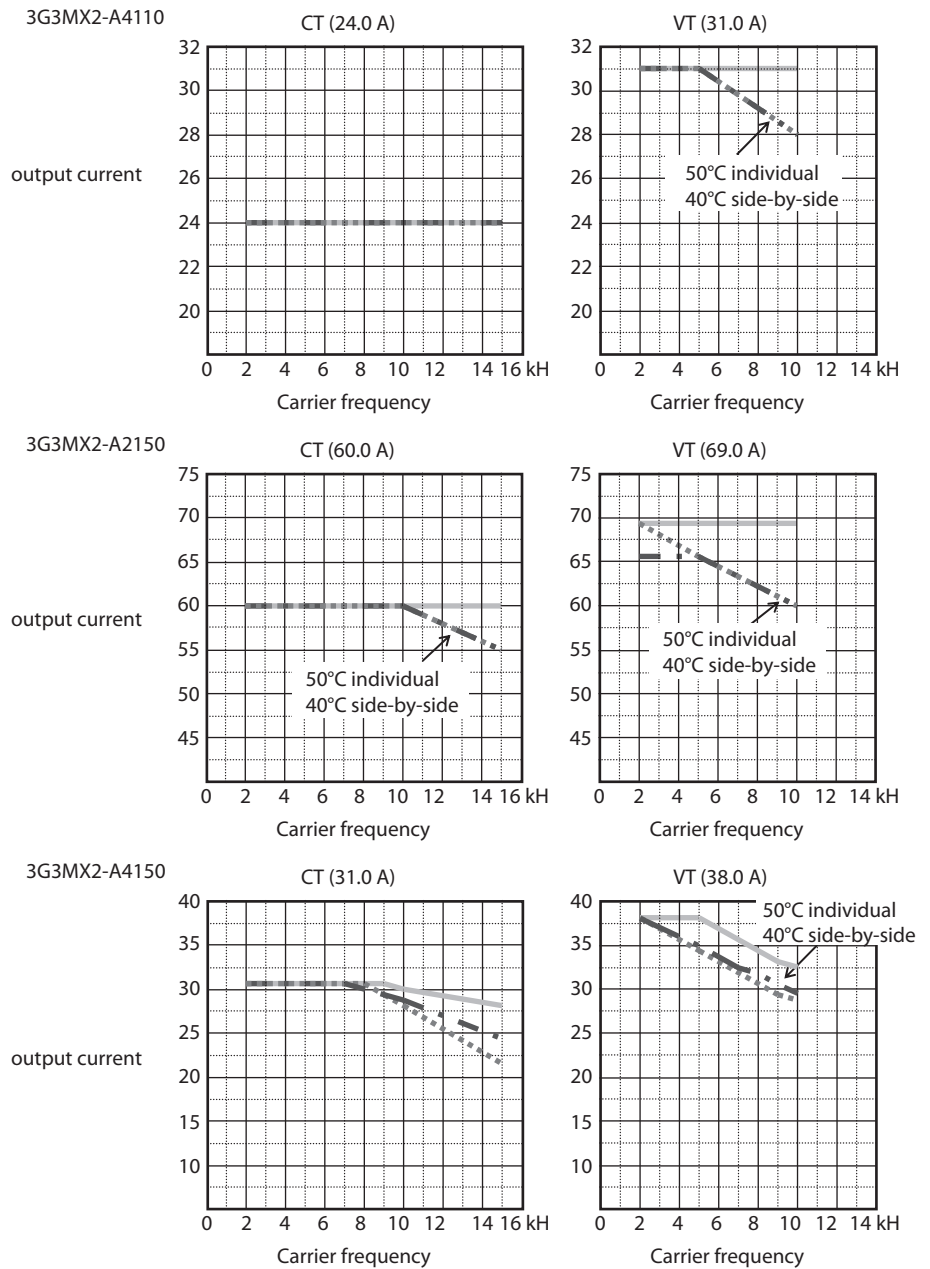 3G3MX2-A4110
CT (24.0 A)
VT (31.0 A)
output current
32
30
28
26
24
22
20
0 2 4 6 8 10 12 14 16 kH
Carrier frequency
32
30
28
26
24
22
20
50°C individual
40°C side-by-side
0 2 4 6 8 10 12 14 kH
Carrier frequency
3G3MX2-A2150
CT (60.0 A)
VT (69.0 A)
output current
75
70
65
60
55
50
45
50°C individual
40°C side-by-side
0 2 4 6 8 10 12 14 16 kH
Carrier frequency
75
70
65
60
55
50
45
50°C individual
40°C side-by-side
0 2 4 6 8 10 12 14 kH
Carrier frequency
3G3MX2-A4150
CT (31.0 A)
VT (38.0 A)
output current
40
35
30
25
20
15
10
0 2 4 6 8 10 12 14 16 kH
Carrier frequency
40
35
30
25
20
15
10
50°C individual
40°C side-by-side
0 2 4 6 8 10 12 14 kH
Carrier frequency